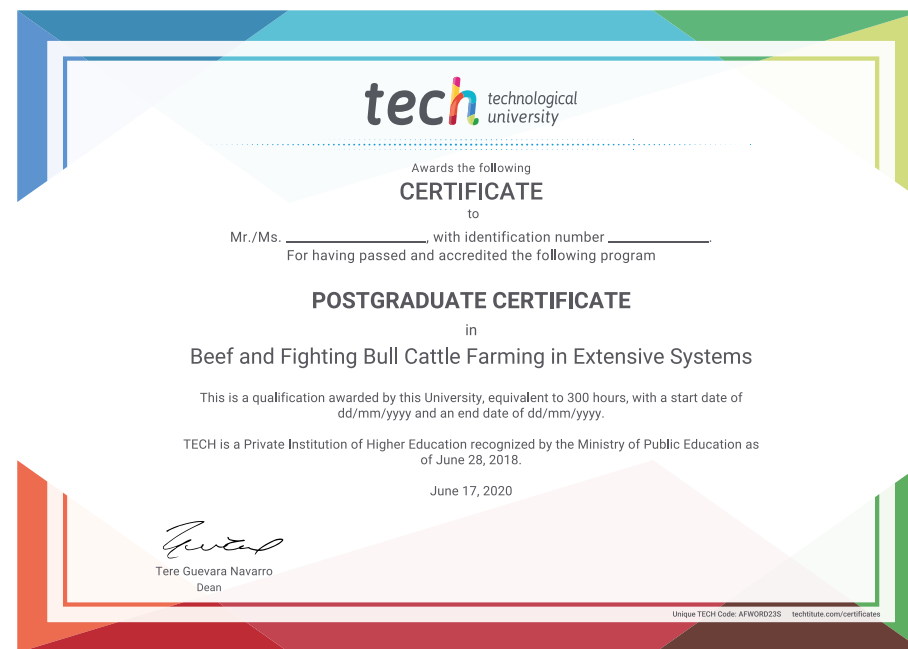 tech technological
university
Awards the following
CERTIFICATE
to
Mr./Ms. ____________________, with identification number ______________.
For having passed and accredited the following program
POSTGRADUATE CERTIFICATE
in
Beef and Fighting Bull Cattle Farming in Extensive Systems
This is a qualification awarded by this University, equivalent to 300 hours, with a start date of
dd/mm/yyyy and an end date of dd/mm/yyyy.
TECH is a Private Institution of Higher Education recognized by the Ministry of Public Education as
of June 28, 2018.
June 17, 2020
Tere Guevara Navarro
Dean
Unique TECH Code: AFWORD23S techtitute.com/certificates